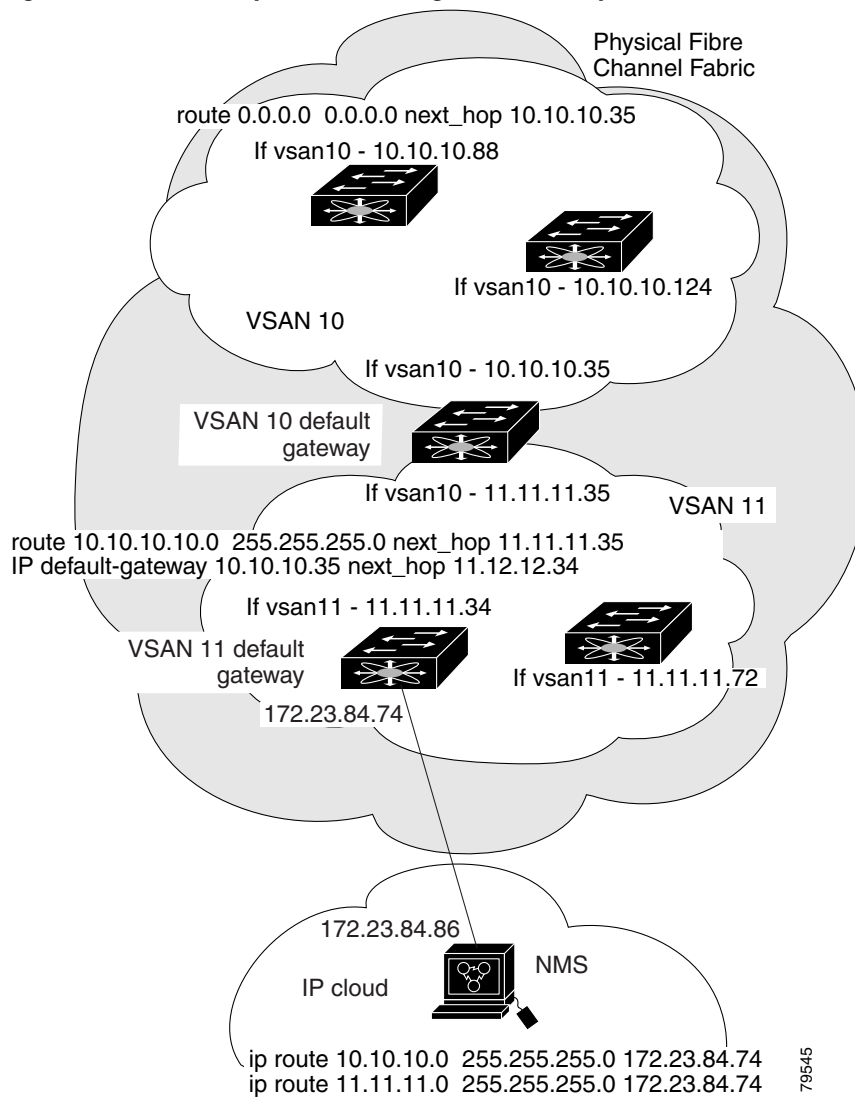 Physical Fibre
Channel Fabric
route 0.0.0.0 0.0.0.0 next_hop 10.10.10.35
If vsan10 - 10.10.10.88
If vsan10 - 10.10.10.124
VSAN 10
If vsan10 - 10.10.10.35
VSAN 10 default
gateway
If vsan10 - 11.11.11.35
VSAN 11
route 10.10.10.10.0 255.255.255.0 next_hop 11.11.11.35
IP default-gateway 10.10.10.35 next_hop 11.12.12.34
If vsan11 - 11.11.11.34
VSAN 11 default
gateway
If vsan11 - 11.11.11.72
172.23.84.74
172.23.84.86
NMS
IP cloud
ip route 10.10.10.0 255.255.255.0 172.23.84.74
ip route 11.11.11.0 255.255.255.0 172.23.84.74
79545